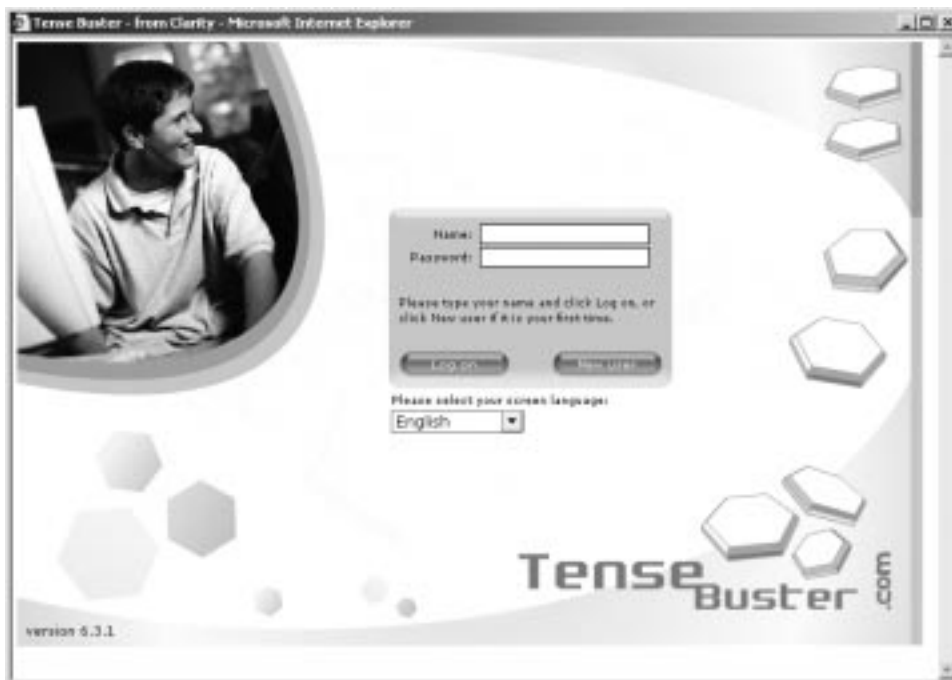 Tense Buster - from Clarity - Microsoft Internet Explorer
Name:
Password:
Please type your name and click Log on, or
click New user if it is your first time.
Log on
New user
Please select your screen language:
English
Tense
Buster
.com
version 6.3.1